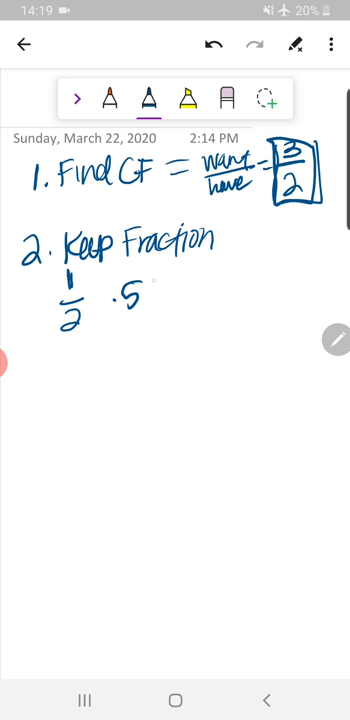 14:19 20%
Sunday, March 22, 2020 2:14 PM
1. Find CF = want/have = 3/2
2. Keep Fraction
1/2 .5